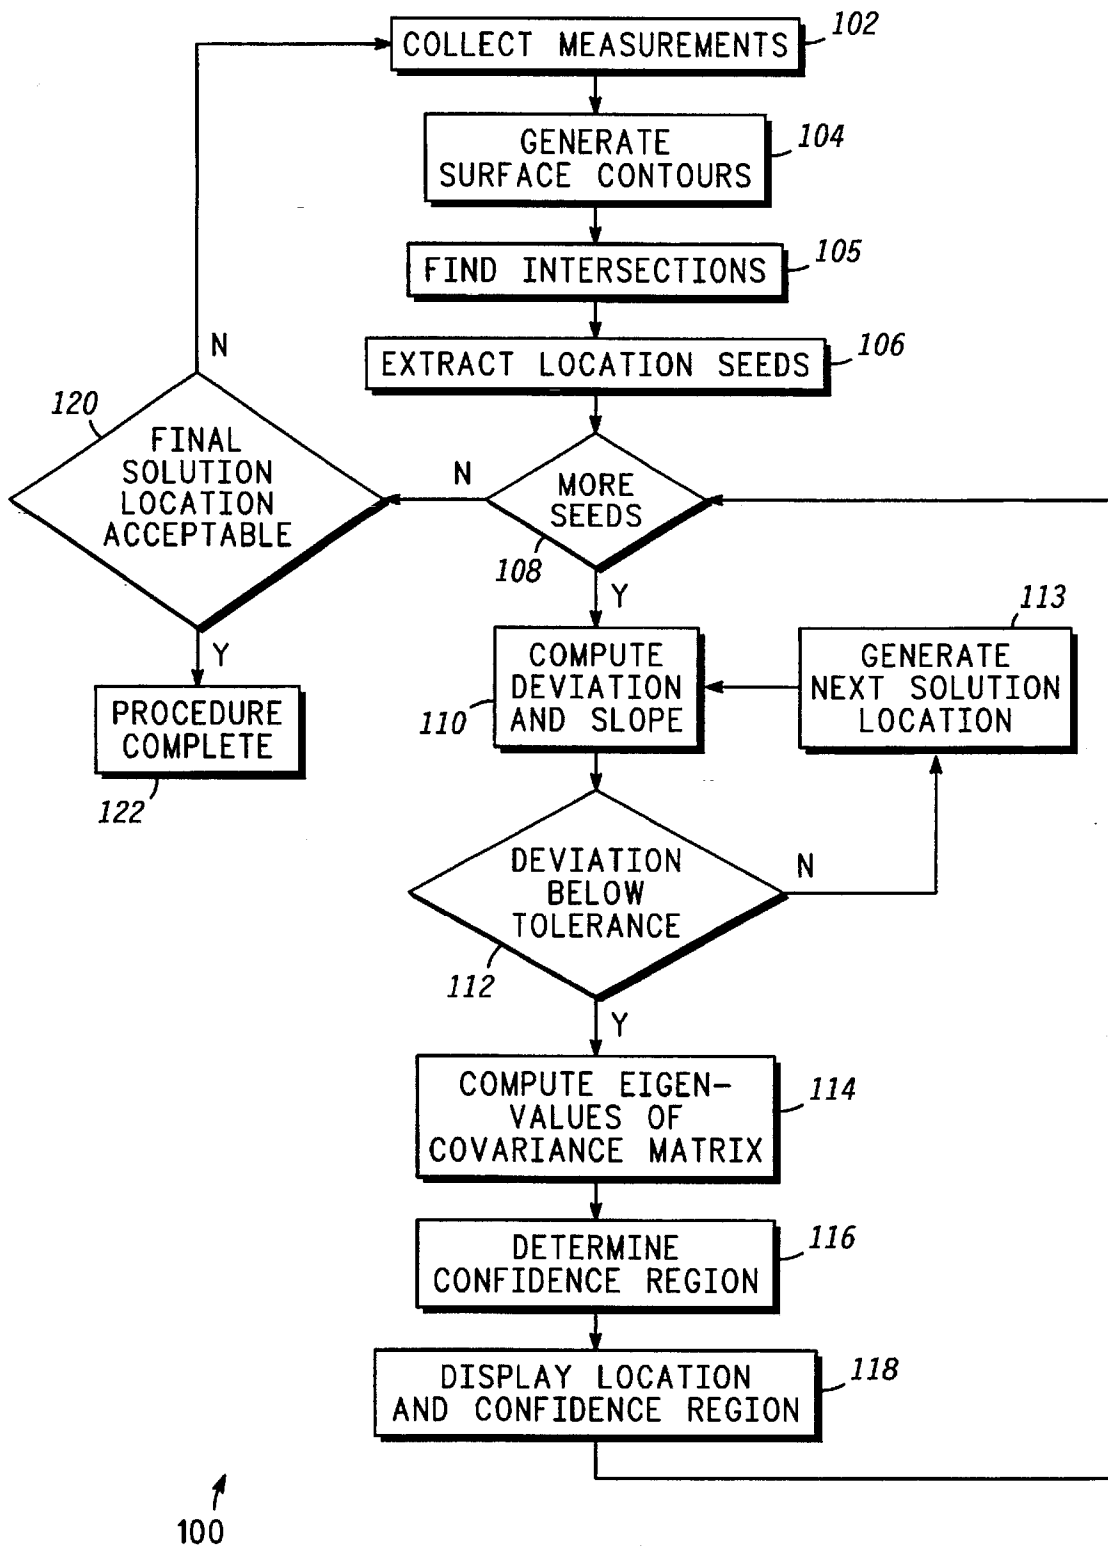 COLLECT MEASUREMENTS
102
GENERATE
SURFACE CONTOURS
104
FIND INTERSECTIONS
105
EXTRACT LOCATION SEEDS
106
N
120
FINAL
SOLUTION
LOCATION
ACCEPTABLE
N
MORE
SEEDS
108
Y
Y
PROCEDURE
COMPLETE
122
COMPUTE
DEVIATION
AND SLOPE
110
113
GENERATE
NEXT SOLUTION
LOCATION
DEVIATION
BELOW
TOLERANCE
N
112
Y
COMPUTE EIGEN-
VALUES OF
COVARIANCE MATRIX
114
DETERMINE
CONFIDENCE REGION
116
DISPLAY LOCATION
AND CONFIDENCE REGION
118
100